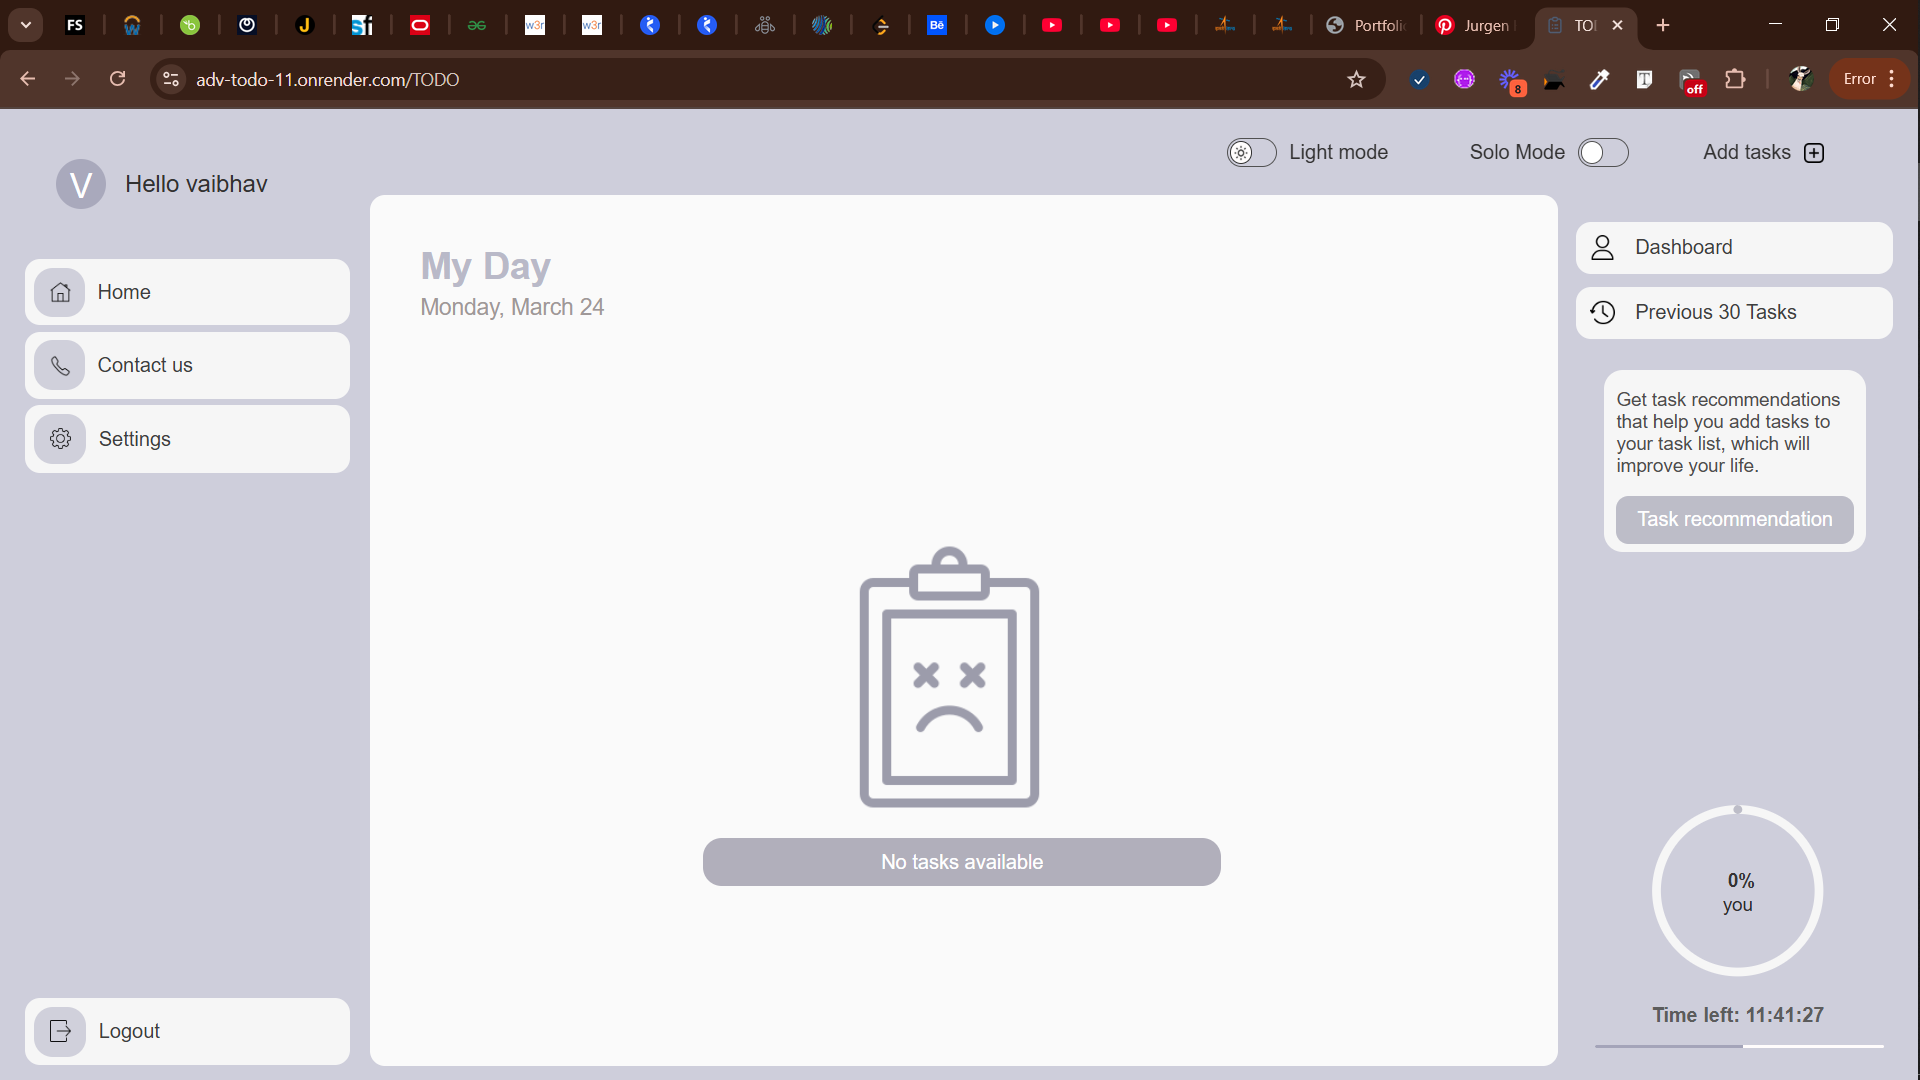 FS
J
w3r
w3r
Bē
Portfolio
Jurgen
TO
adv-todo-11.onrender.com/TODO
8
T
off
Error
Light mode
Solo Mode
Add tasks
V
Hello vaibhav
Home
Contact us
Settings
Logout
My Day
Monday, March 24
No tasks available
Dashboard
Previous 30 Tasks
Get task recommendations
that help you add tasks to
your task list, which will
improve your life.
Task recommendation
0%
you
Time left: 11:41:27